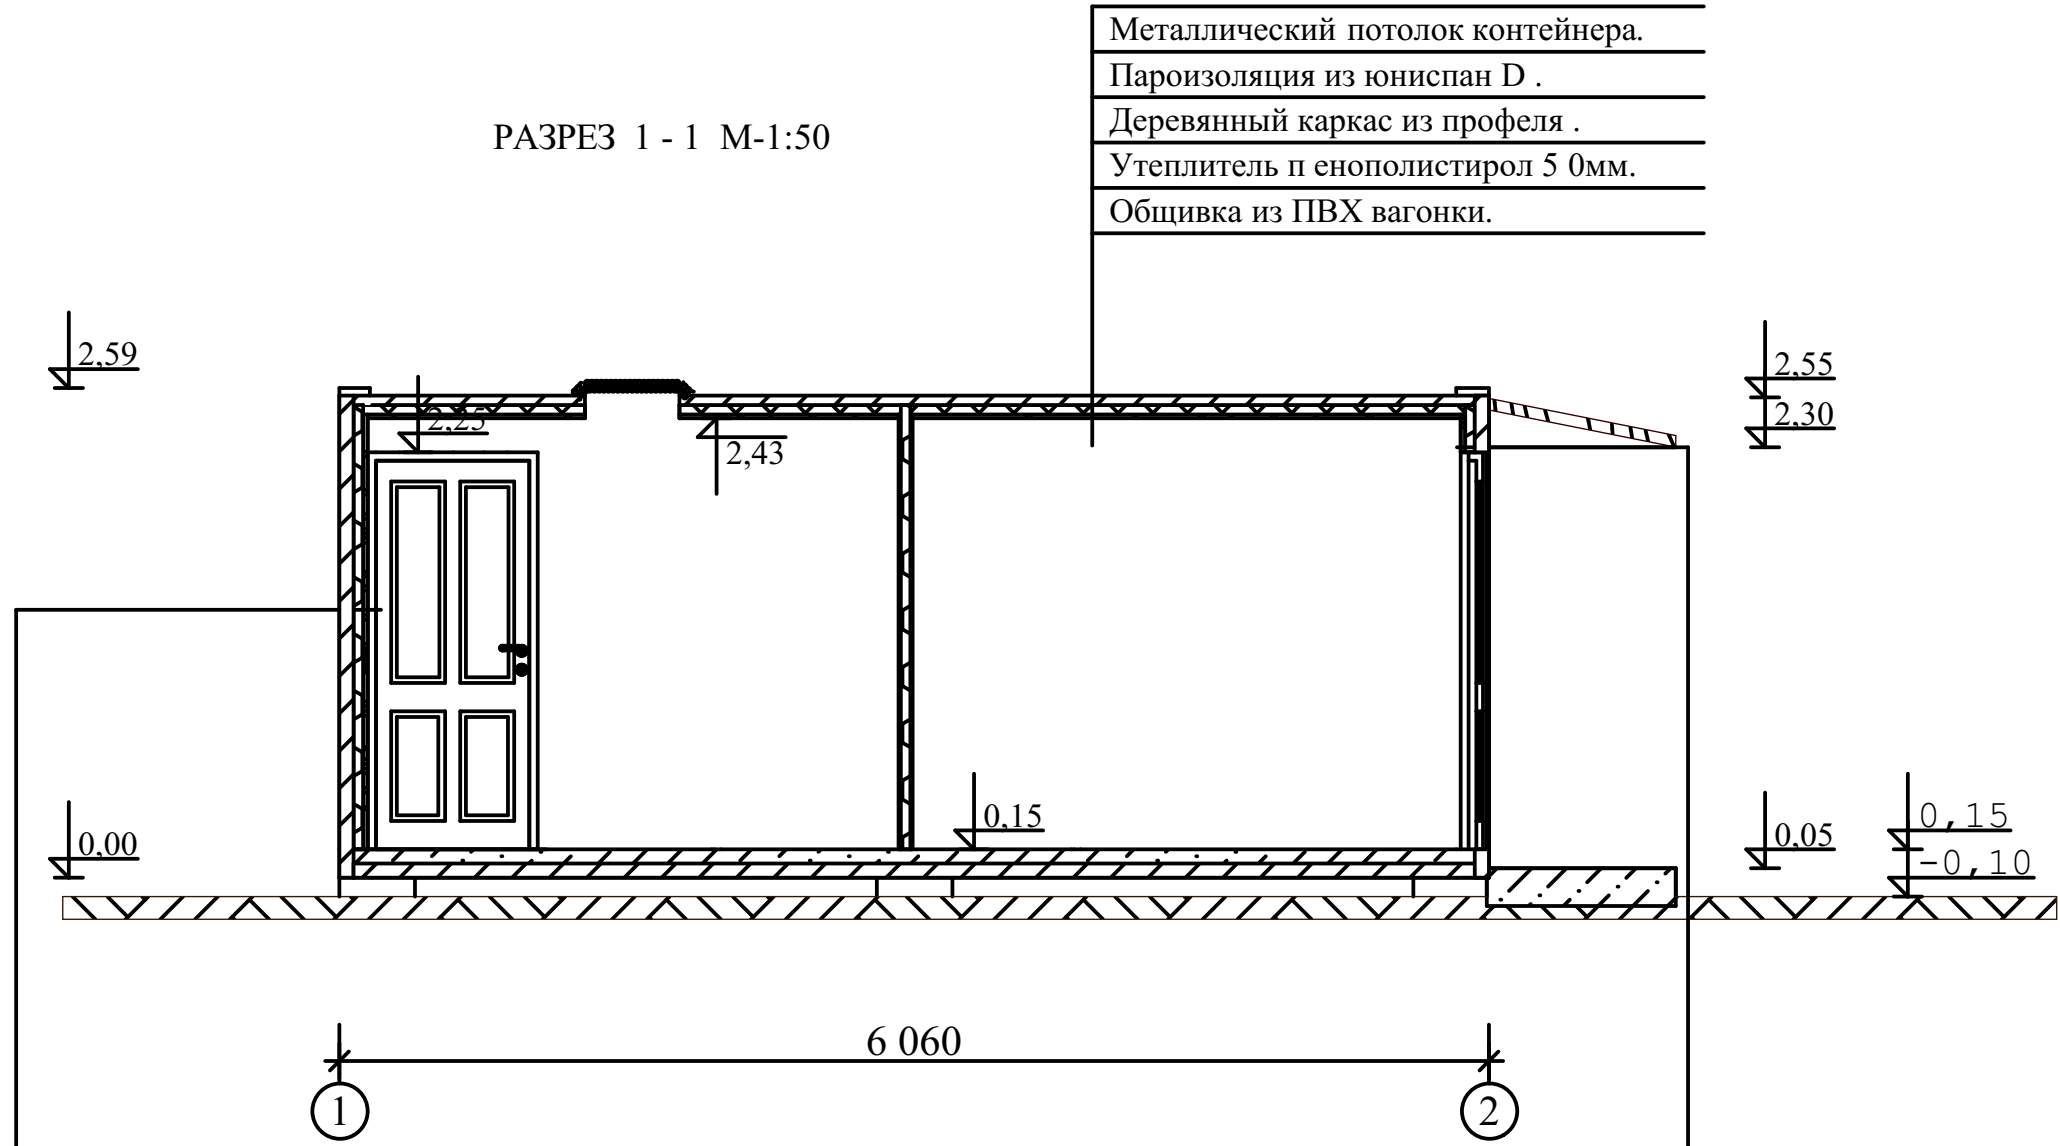 Металлический потолок контейнера.
Пароизоляция из юниспан D .
РАЗРЕЗ 1 - 1 М-1:50
Деревянный каркас из профеля .
Утеплитель п енополистирол 5 0мм.
Общивка из ПВХ вагонки.
2,59
2,55
2,25
2,30
2,43
0,15
0,15
0,00
0,05
-0,10
6 060
1
2